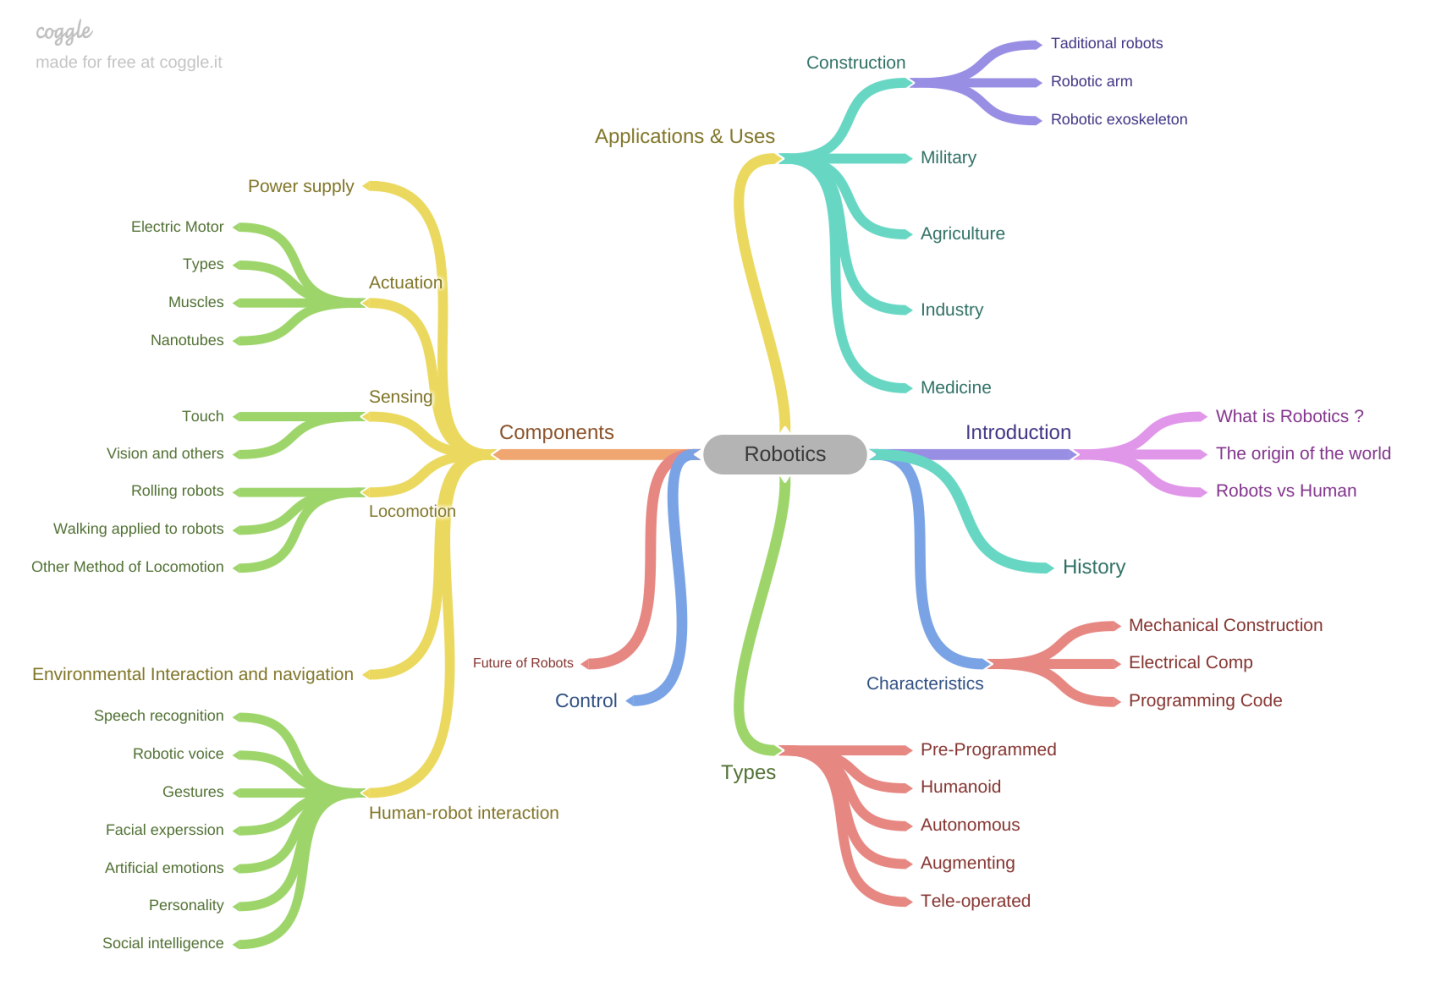 coggle
made for free at coggle.it
Robotics
Applications & Uses
Construction
Taditional robots
Robotic arm
Robotic exoskeleton
Military
Agriculture
Industry
Medicine
Introduction
What is Robotics ?
The origin of the world
Robots vs Human
History
Characteristics
Mechanical Construction
Electrical Comp
Programming Code
Types
Pre-Programmed
Humanoid
Autonomous
Augmenting
Tele-operated
Components
Power supply
Actuation
Electric Motor
Types
Muscles
Nanotubes
Sensing
Touch
Vision and others
Locomotion
Rolling robots
Walking applied to robots
Other Method of Locomotion
Environmental Interaction and navigation
Human-robot interaction
Speech recognition
Robotic voice
Gestures
Facial experssion
Artificial emotions
Personality
Social intelligence
Future of Robots
Control